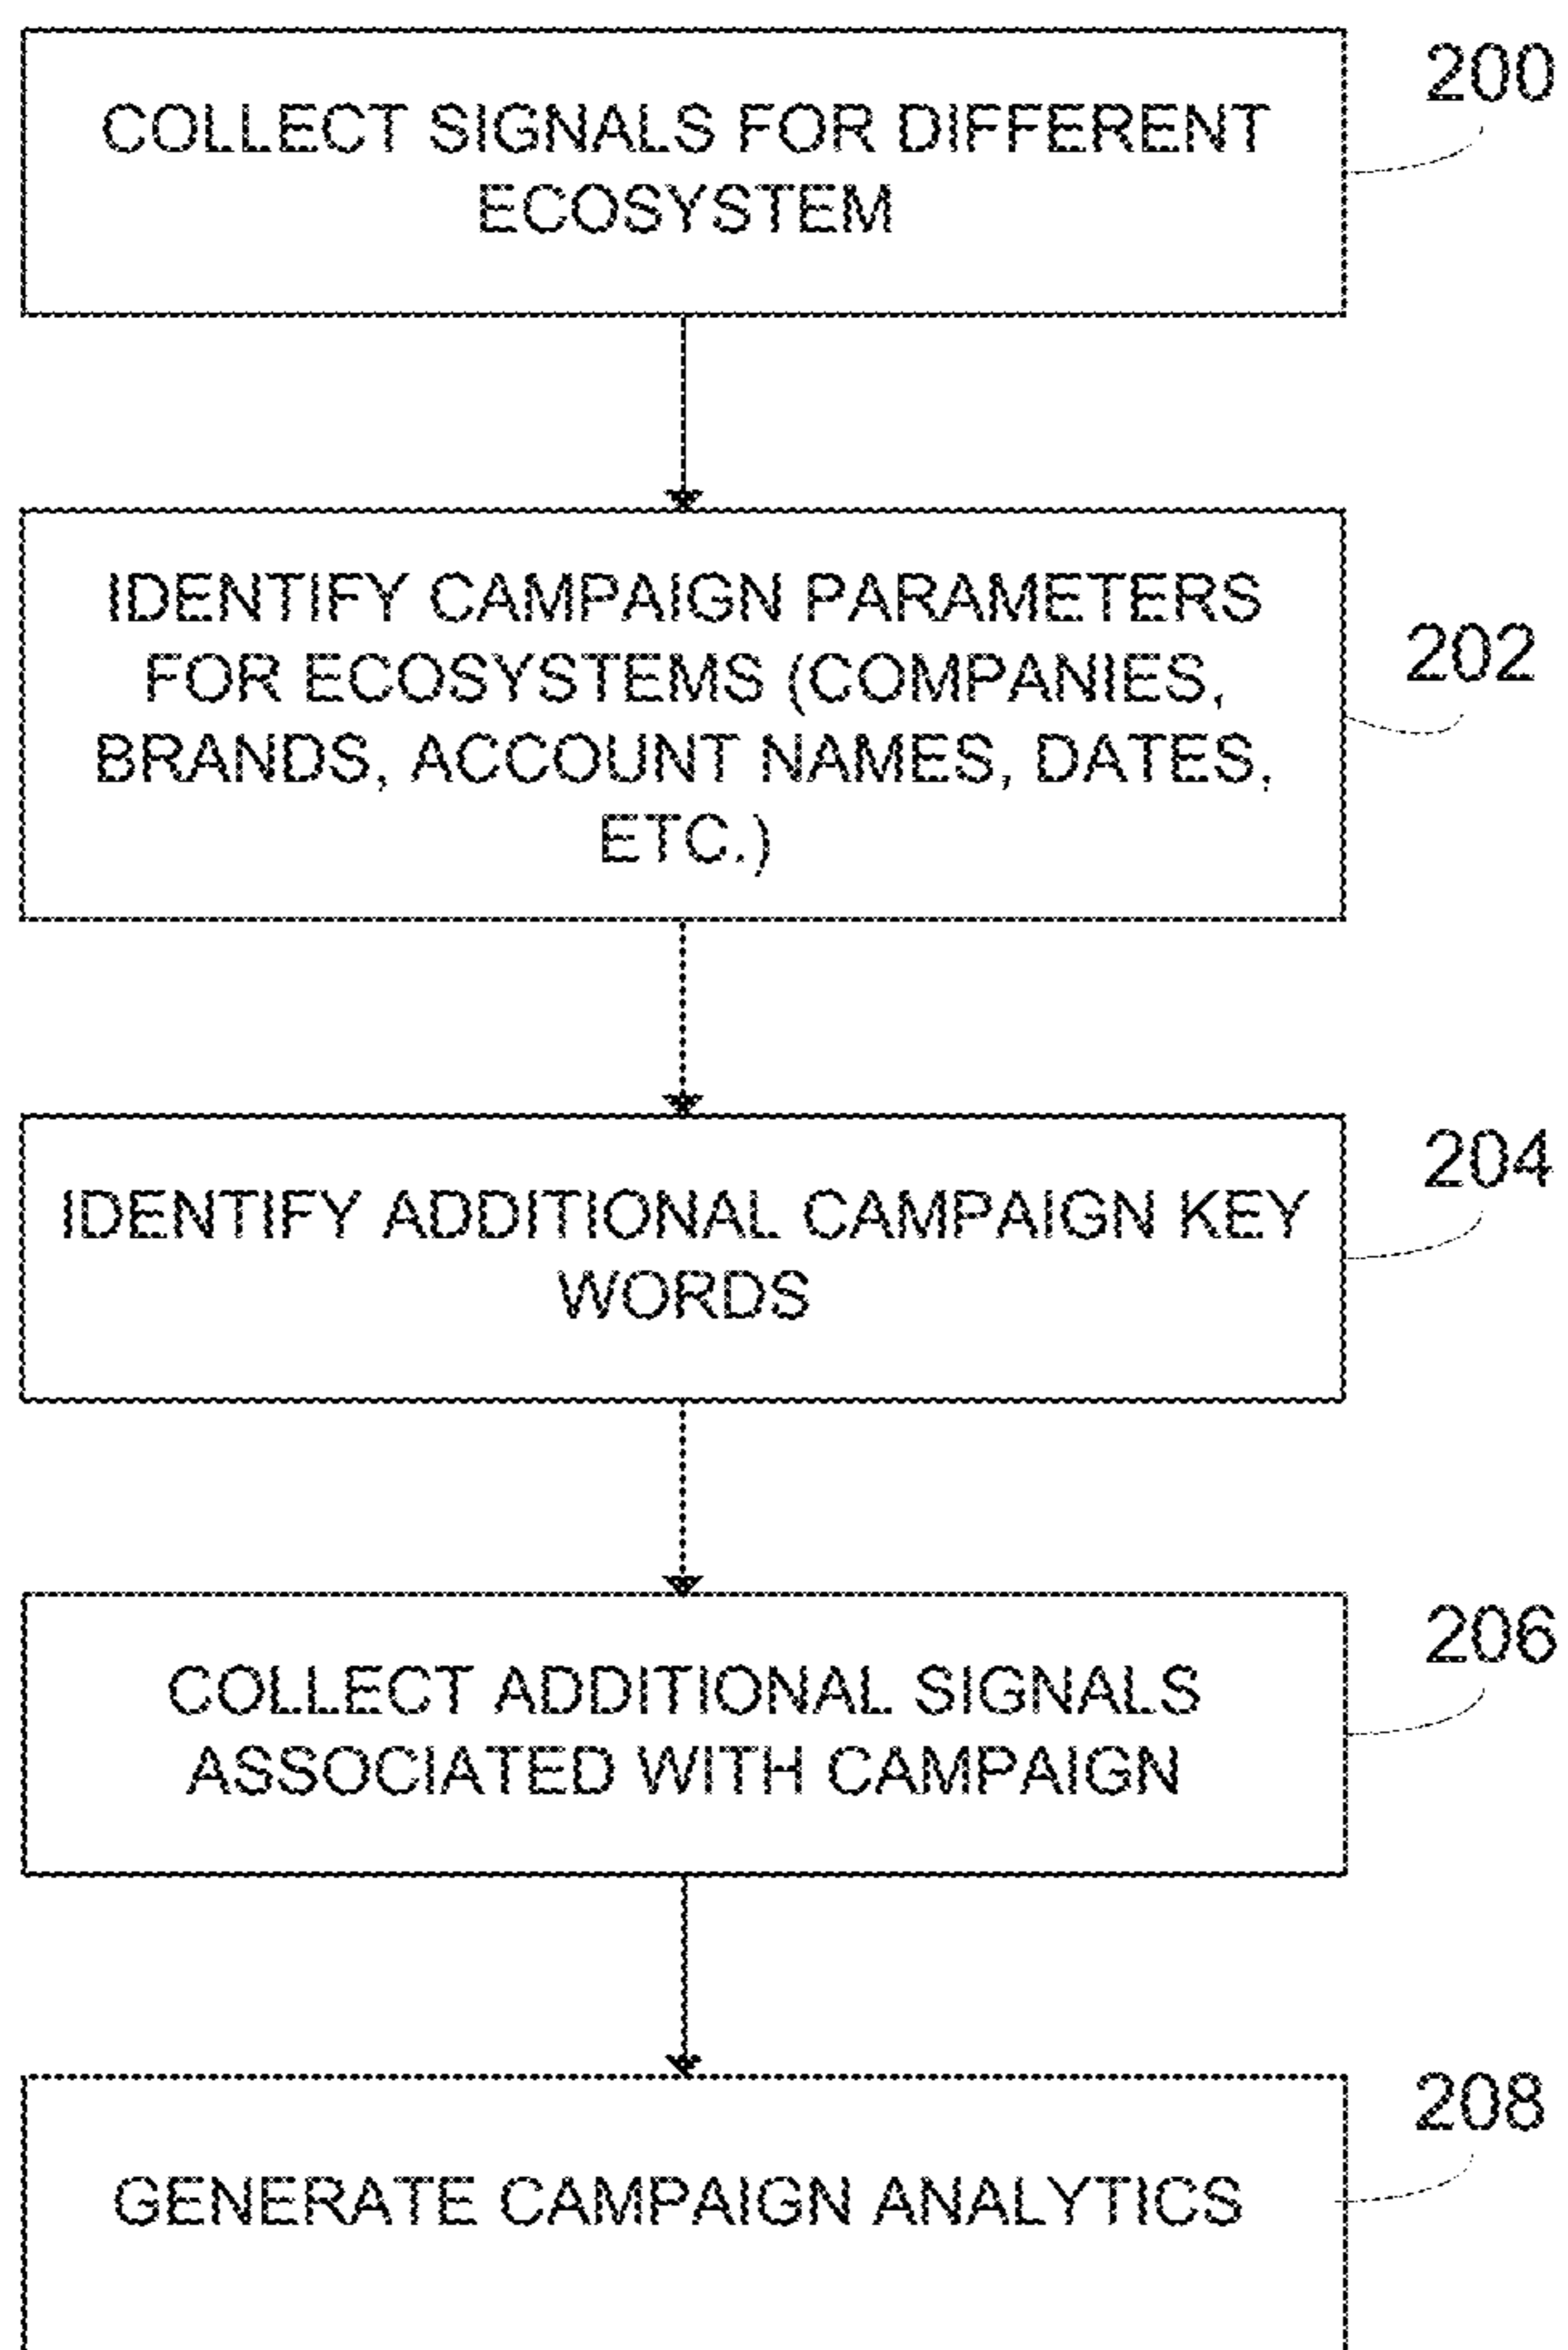 200
COLLECT SIGNALS FOR DIFFERENT
ECOSYSTEM
IDENTIFY CAMPAIGN PARAMETERS
FOR ECOSYSTEMS (COMPANIES,
BRANDS, ACCOUNT NAMES, DATES,
ETC.)
202
204
IDENTIFY ADDITIONAL CAMPAIGN KEY
WORDS
206
COLLECT ADDITIONAL SIGNALS
ASSOCIATED WITH CAMPAIGN
208
GENERATE CAMPAIGN ANALYTICS